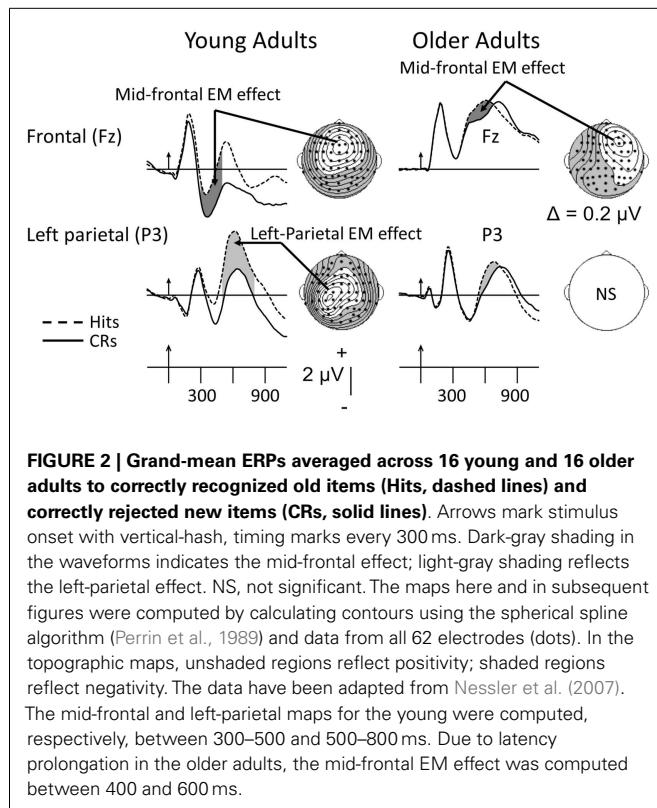 Young Adults Older Adults
Mid-frontal EM effect
Mid-frontal EM effect
Frontal (Fz)
Fz
Δ = 0.2 μV
Left parietal (P3)
Left-Parietal EM effect
P3
NS
Hits
CRs
+
2 μV
-
300 900 300 900
FIGURE 2 | Grand-mean ERPs averaged across 16 young and 16 older
adults to correctly recognized old items (Hits, dashed lines) and
correctly rejected new items (CRs, solid lines). Arrows mark stimulus
onset with vertical-hash, timing marks every 300 ms. Dark-gray shading in
the waveforms indicates the mid-frontal effect; light-gray shading reflects
the left-parietal effect. NS, not significant. The maps here and in subsequent
figures were computed by calculating contours using the spherical spline
algorithm (Perrin et al., 1989) and data from all 62 electrodes (dots). In the
topographic maps, unshaded regions reflect positivity; shaded regions
reflect negativity. The data have been adapted from Nessler et al. (2007).
The mid-frontal and left-parietal maps for the young were computed,
respectively, between 300–500 and 500–800 ms. Due to latency
prolongation in the older adults, the mid-frontal EM effect was computed
between 400 and 600 ms.